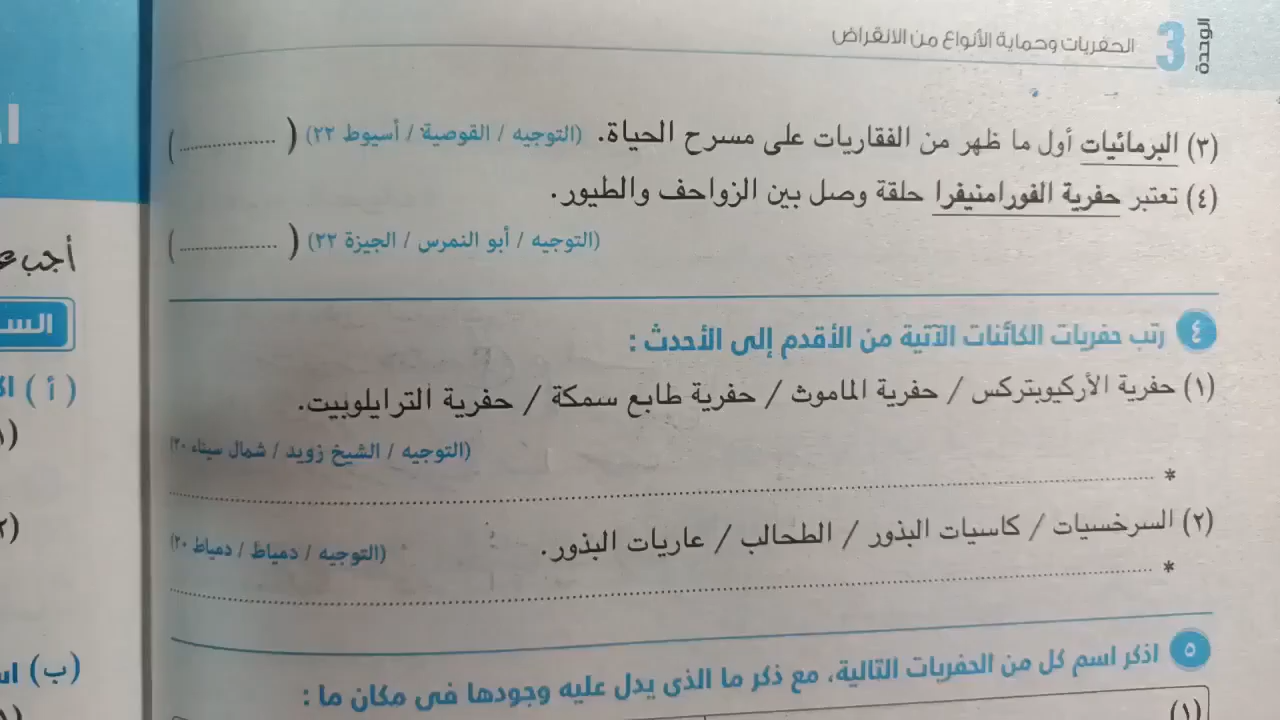 الوحدة 3 الحفريات وحماية الأنواع من الانقراض
(٣) البرمائيات أول ما ظهر من الفقاريات على مسرح الحياة. (التوجيه / القوصية / أسيوط ٢٢) (..............)
(٤) تعتبر حفرية الفورامنيفرا حلقة وصل بين الزواحف والطيور.
(التوجيه / أبو النمرس / الجيزة ٢٢) (..............)
٤ رتب حفريات الكائنات الآتية من الأقدم إلى الأحدث :
(١) حفرية الأركيوبتركس / حفرية الماموث / حفرية طابع سمكة / حفرية الترايلوبيت.
(التوجيه / الشيخ زويد / شمال سيناء ٢٠)
*
(٢) السرخسيات / كاسيات البذور / الطحالب / عاريات البذور. (التوجيه / دمياط / دمياط ٢٠)
*
٥ اذكر اسم كل من الحفريات التالية، مع ذكر ما الذى يدل عليه وجودها فى مكان ما :
(١)
أجب
( أ )
(ب)